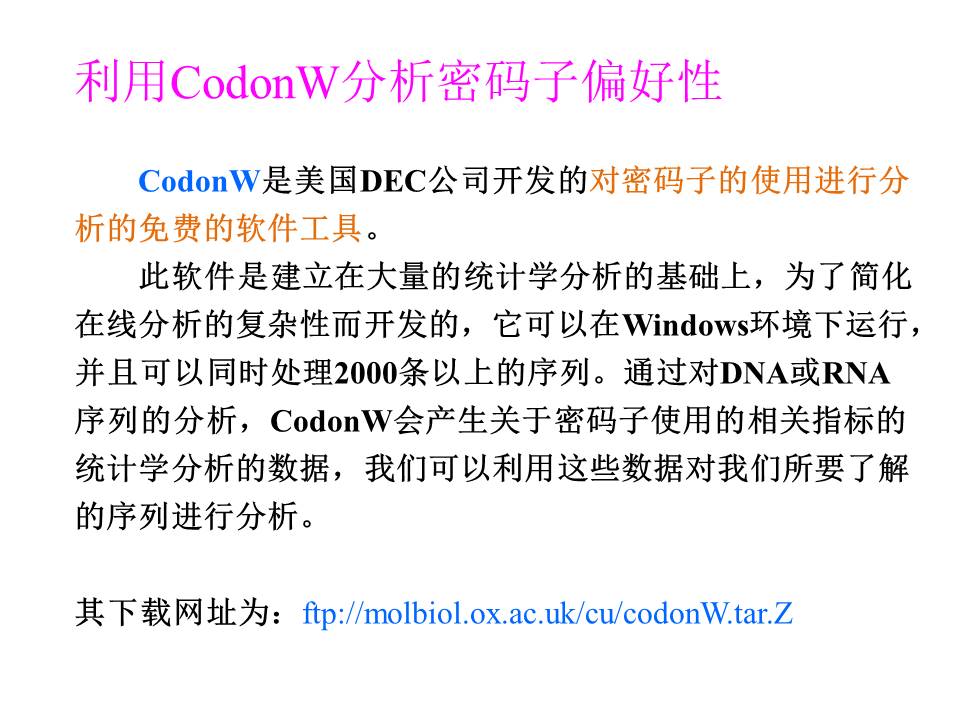 利用CodonW分析密码子偏好性
CodonW是美国DEC公司开发的对密码子的使用进行分
析的免费的软件工具。
此软件是建立在大量的统计学分析的基础上，为了简化
在线分析的复杂性而开发的，它可以在Windows环境下运行，
并且可以同时处理2000条以上的序列。通过对DNA或RNA
序列的分析，CodonW会产生关于密码子使用的相关指标的
统计学分析的数据，我们可以利用这些数据对我们所要了解
的序列进行分析。
其下载网址为：ftp://molbiol.ox.ac.uk/cu/codonW.tar.Z